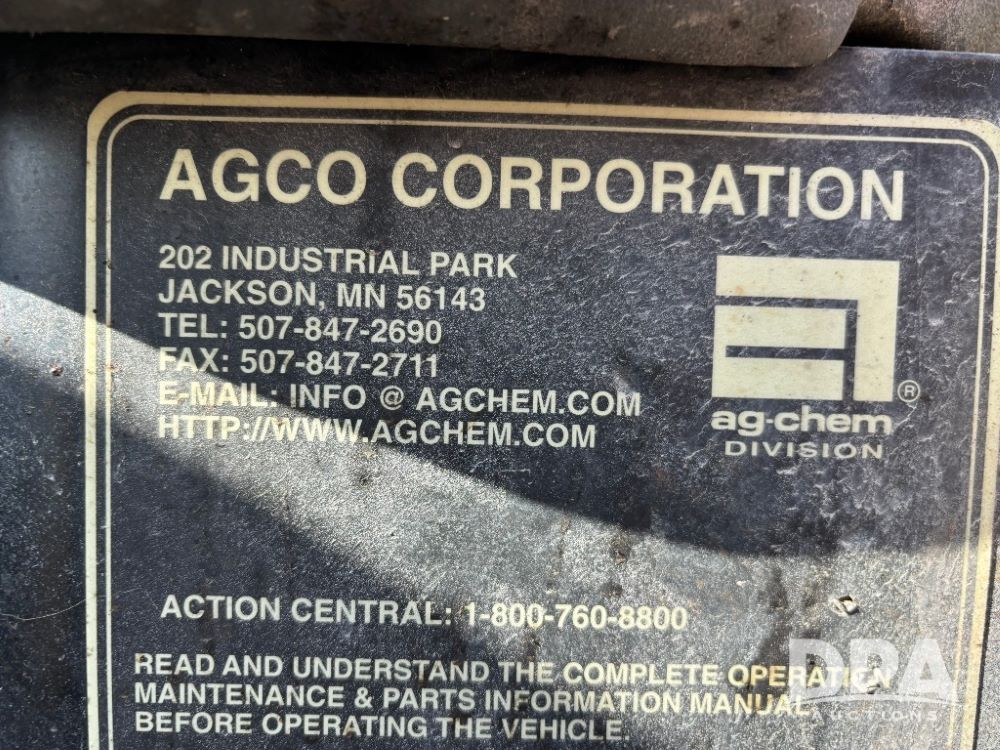 AGCO CORPORATION
202 INDUSTRIAL PARK
JACKSON, MN 56143
TEL: 507-847-2690
FAX: 507-847-2711
E-MAIL: INFO @ AGCHEM.COM
HTTP://WWW.AGCHEM.COM
®
ag-chem
DIVISION
ACTION CENTRAL: 1-800-760-8800
READ AND UNDERSTAND THE COMPLETE OPERATION
MAINTENANCE & PARTS INFORMATION MANUAL
BEFORE OPERATING THE VEHICLE.
DPA
AUCTIONS